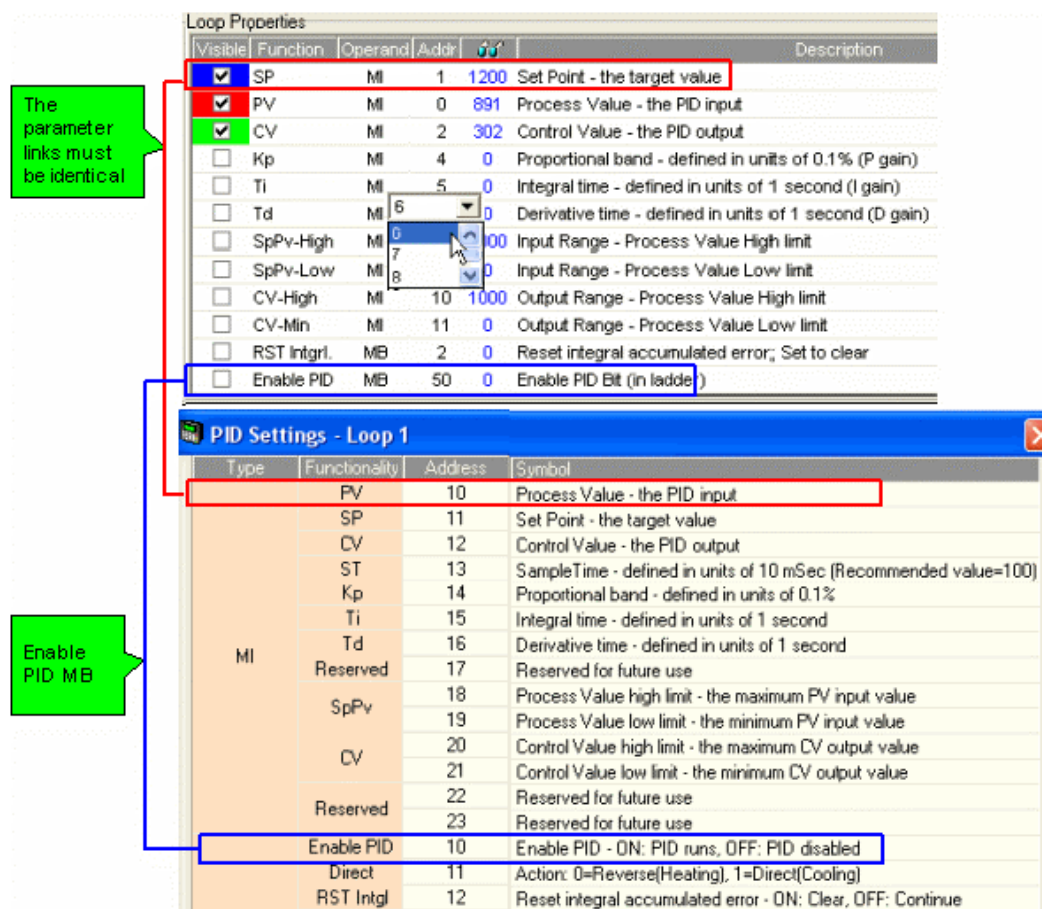 Loop Properties
Visible Function Operand Addr Description
SP MI 1 1200 Set Point - the target value
PV MI 0 891 Process Value - the PID input
CV MI 2 302 Control Value - the PID output
Kp MI 4 0 Proportional band - defined in units of 0.1% (P gain)
Ti MI 5 0 Integral time - defined in units of 1 second (I gain)
Td MI 6 0 Derivative time - defined in units of 1 second (D gain)
SpPv-High MI 6 00 Input Range - Process Value High limit
SpPv-Low MI 7 0 Input Range - Process Value Low limit
8
CV-High MI 10 1000 Output Range - Process Value High limit
CV-Min MI 11 0 Output Range - Process Value Low limit
RST Intgrl. MB 2 0 Reset integral accumulated error; Set to clear
Enable PID MB 50 0 Enable PID Bit (in ladder)
The
parameter
links must
be identical
PID Settings - Loop 1
Type Functionality Address Symbol
PV 10 Process Value - the PID input
SP 11 Set Point - the target value
CV 12 Control Value - the PID output
ST 13 SampleTime - defined in units of 10 mSec (Recommended value=100)
Kp 14 Proportional band - defined in units of 0.1%
Ti 15 Integral time - defined in units of 1 second
Td 16 Derivative time - defined in units of 1 second
MI
Reserved 17 Reserved for future use
SpPv
18 Process Value high limit - the maximum PV input value
19 Process Value low limit - the minimum PV input value
CV
20 Control Value high limit - the maximum CV output value
21 Control Value low limit - the minimum CV output value
Reserved
22 Reserved for future use
23 Reserved for future use
Enable PID 10 Enable PID - ON: PID runs, OFF: PID disabled
Direct 11 Action: 0=Reverse(Heating), 1=Direct(Cooling)
RST Intgl 12 Reset integral accumulated error - ON: Clear, OFF: Continue
Enable
PID MB